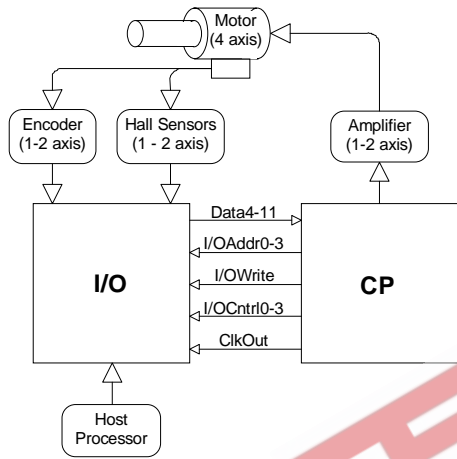 Motor
(4 axis)
Encoder
(1-2 axis)
Hall Sensors
(1 - 2 axis)
Amplifier
(1-2 axis)
Data4-11
I/OAddr0-3
I/OWrite
I/OCntrl0-3
ClkOut
I/O
CP
Host
Processor